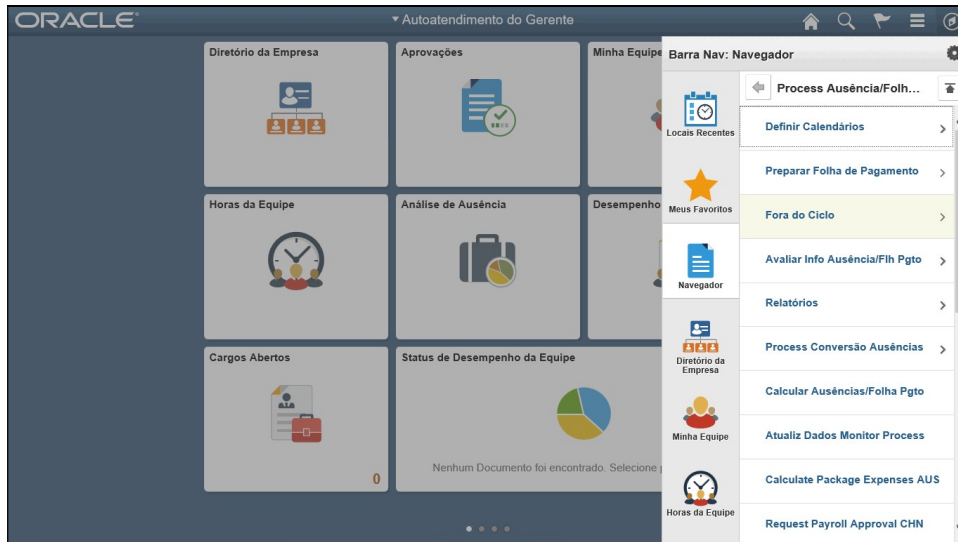 ORACLE
Autoatendimento do Gerente
Diretório da Empresa
Aprovações
Minha Equipe
Horas da Equipe
Análise de Ausência
Desempenho
Cargos Abertos
0
Status de Desempenho da Equipe
Nenhum Documento foi encontrado. Selecione
Barra Nav: Navegador
Locais Recentes
Meus Favoritos
Navegador
Diretório da
Empresa
Minha Equipe
Horas da Equipe
Process Ausência/Folh...
Definir Calendários
Preparar Folha de Pagamento
Fora do Ciclo
Avaliar Info Ausência/Flh Pgto
Relatórios
Process Conversão Ausências
Calcular Ausências/Folha Pgto
Atualiz Dados Monitor Process
Calculate Package Expenses AUS
Request Payroll Approval CHN